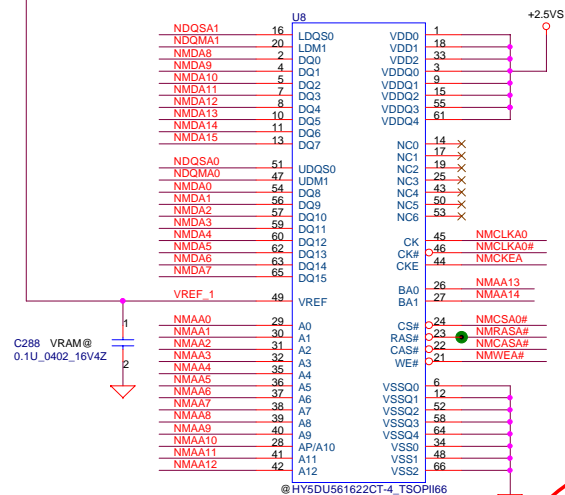 U8
+2.5VS
NDQSA1 16 LDQS0 VDD0 1
NDQMA1 20 LDM1 VDD1 18
NMDA8 2 DQ0 VDD2 33
NMDA9 4 DQ1 VDDQ0 3
NMDA10 5 DQ2 VDDQ1 9
NMDA11 7 DQ3 VDDQ2 15
NMDA12 8 DQ4 VDDQ3 55
NMDA13 10 DQ5 VDDQ4 61
NMDA14 11 DQ6
NMDA15 13 DQ7 NC0 14
NC1 17
NDQSA0 51 UDQS0 NC2 19
NDQMA0 47 UDM1 NC3 25
NMDA0 54 DQ8 NC4 43
NMDA1 56 DQ9 NC5 50
NMDA2 57 DQ10 NC6 53
NMDA3 59 DQ11
NMDA4 60 DQ12 CK 45 NMCLKA0
NMDA5 62 DQ13 CK# 46 NMCLKA0#
NMDA6 63 DQ14 CKE 44 NMCKEA
NMDA7 65 DQ15
BA0 26 NMAA13
VREF_1 49 VREF BA1 27 NMAA14
NMAA0 29 A0 CS# 24 NMCSA0#
NMAA1 30 A1 RAS# 23 NMRASA#
NMAA2 31 A2 CAS# 22 NMCASA#
NMAA3 32 A3 WE# 21 NMWEA#
NMAA4 35 A4
NMAA5 36 A5 VSSQ0 6
NMAA6 37 A6 VSSQ1 12
NMAA7 38 A7 VSSQ2 52
NMAA8 39 A8 VSSQ3 58
NMAA9 40 A9 VSSQ4 64
NMAA10 28 AP/A10 VSS0 34
NMAA11 41 A11 VSS1 48
NMAA12 42 A12 VSS2 66
1
C288 VRAM@
0.1U_0402_16V4Z
2
@HY5DU561622CT-4_TSOPII66